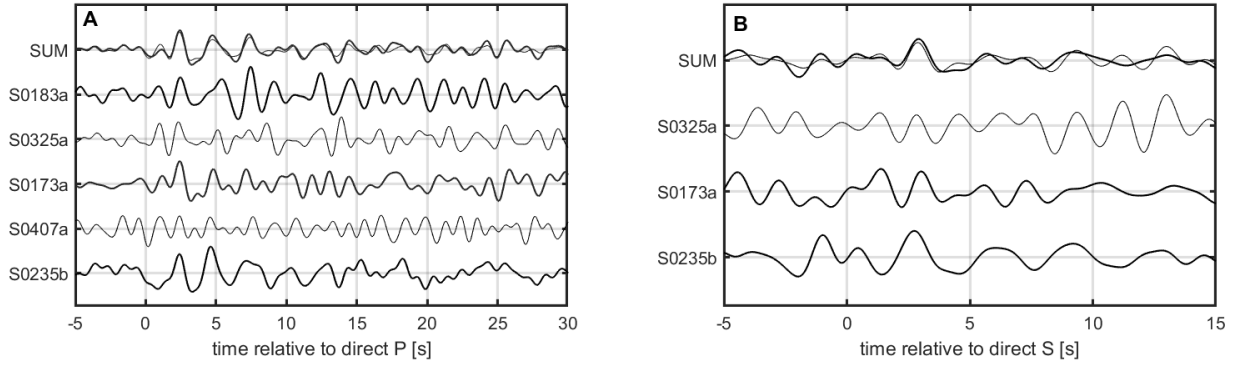 A
SUM
S0183a
S0325a
S0173a
S0407a
S0235b
-5 0 5 10 15 20 25 30
time relative to direct P [s]
B
SUM
S0325a
S0173a
S0235b
-5 0 5 10 15
time relative to direct S [s]